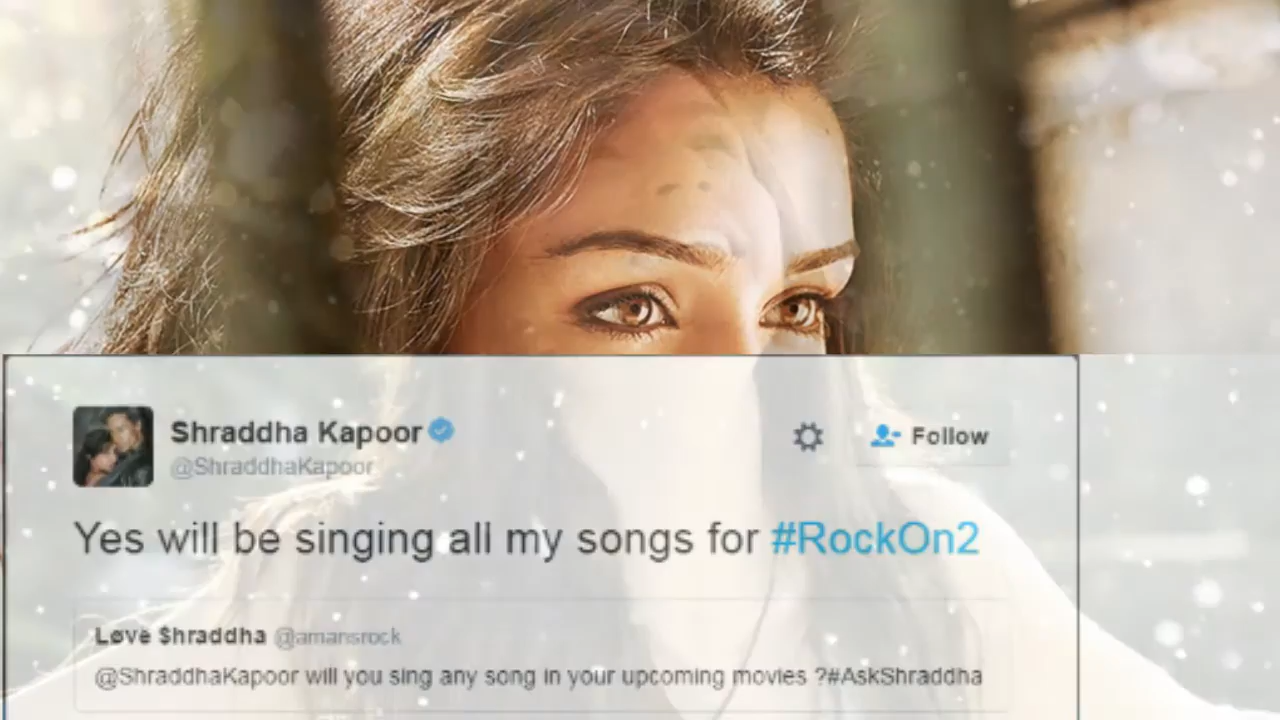 Shraddha Kapoor
@ShraddhaKapoor
Follow
Yes will be singing all my songs for #RockOn2
Løve $hraddha @amansrock
@ShraddhaKapoor will you sing any song in your upcoming movies ?#AskShraddha